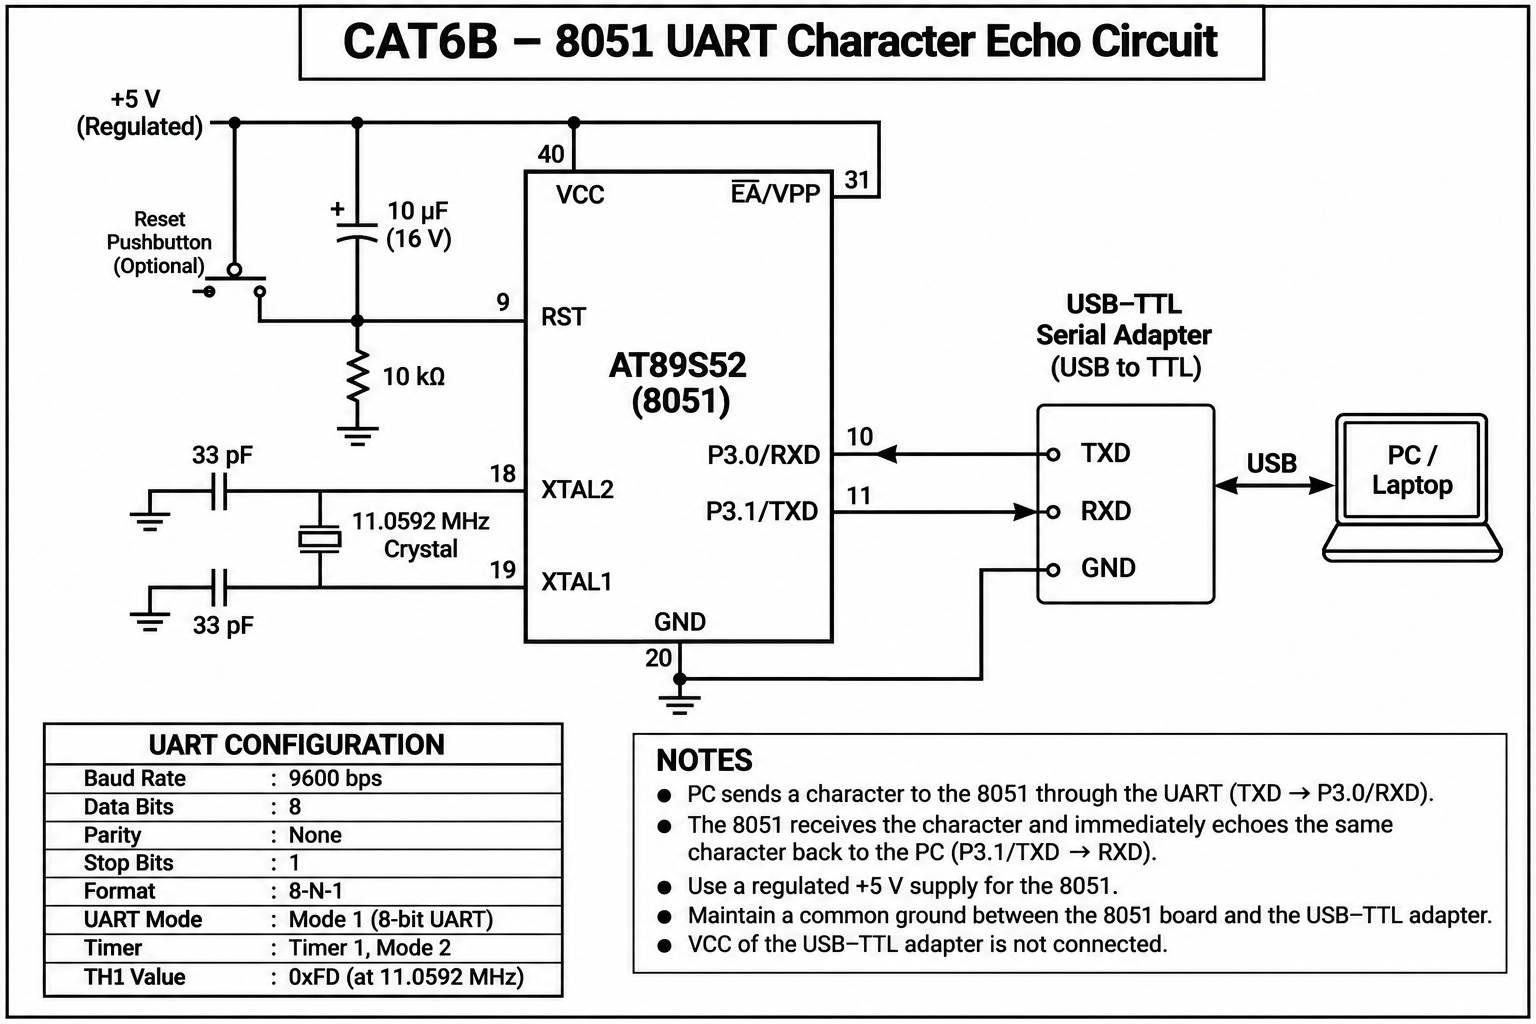 CAT6B – 8051 UART Character Echo Circuit
+5 V
(Regulated)
40
VCC
EA/VPP
31
Reset
Pushbutton
(Optional)
+
10 µF
(16 V)
9
RST
10 kΩ
AT89S52
(8051)
USB–TTL
Serial Adapter
(USB to TTL)
P3.0/RXD
10
TXD
P3.1/TXD
11
RXD
GND
USB
PC /
Laptop
33 pF
18
XTAL2
11.0592 MHz
Crystal
19
XTAL1
33 pF
GND
20
UART CONFIGURATION
Baud Rate : 9600 bps
Data Bits : 8
Parity : None
Stop Bits : 1
Format : 8-N-1
UART Mode : Mode 1 (8-bit UART)
Timer : Timer 1, Mode 2
TH1 Value : 0xFD (at 11.0592 MHz)
NOTES
● PC sends a character to the 8051 through the UART (TXD → P3.0/RXD).
● The 8051 receives the character and immediately echoes the same
character back to the PC (P3.1/TXD → RXD).
● Use a regulated +5 V supply for the 8051.
● Maintain a common ground between the 8051 board and the USB–TTL adapter.
● VCC of the USB–TTL adapter is not connected.